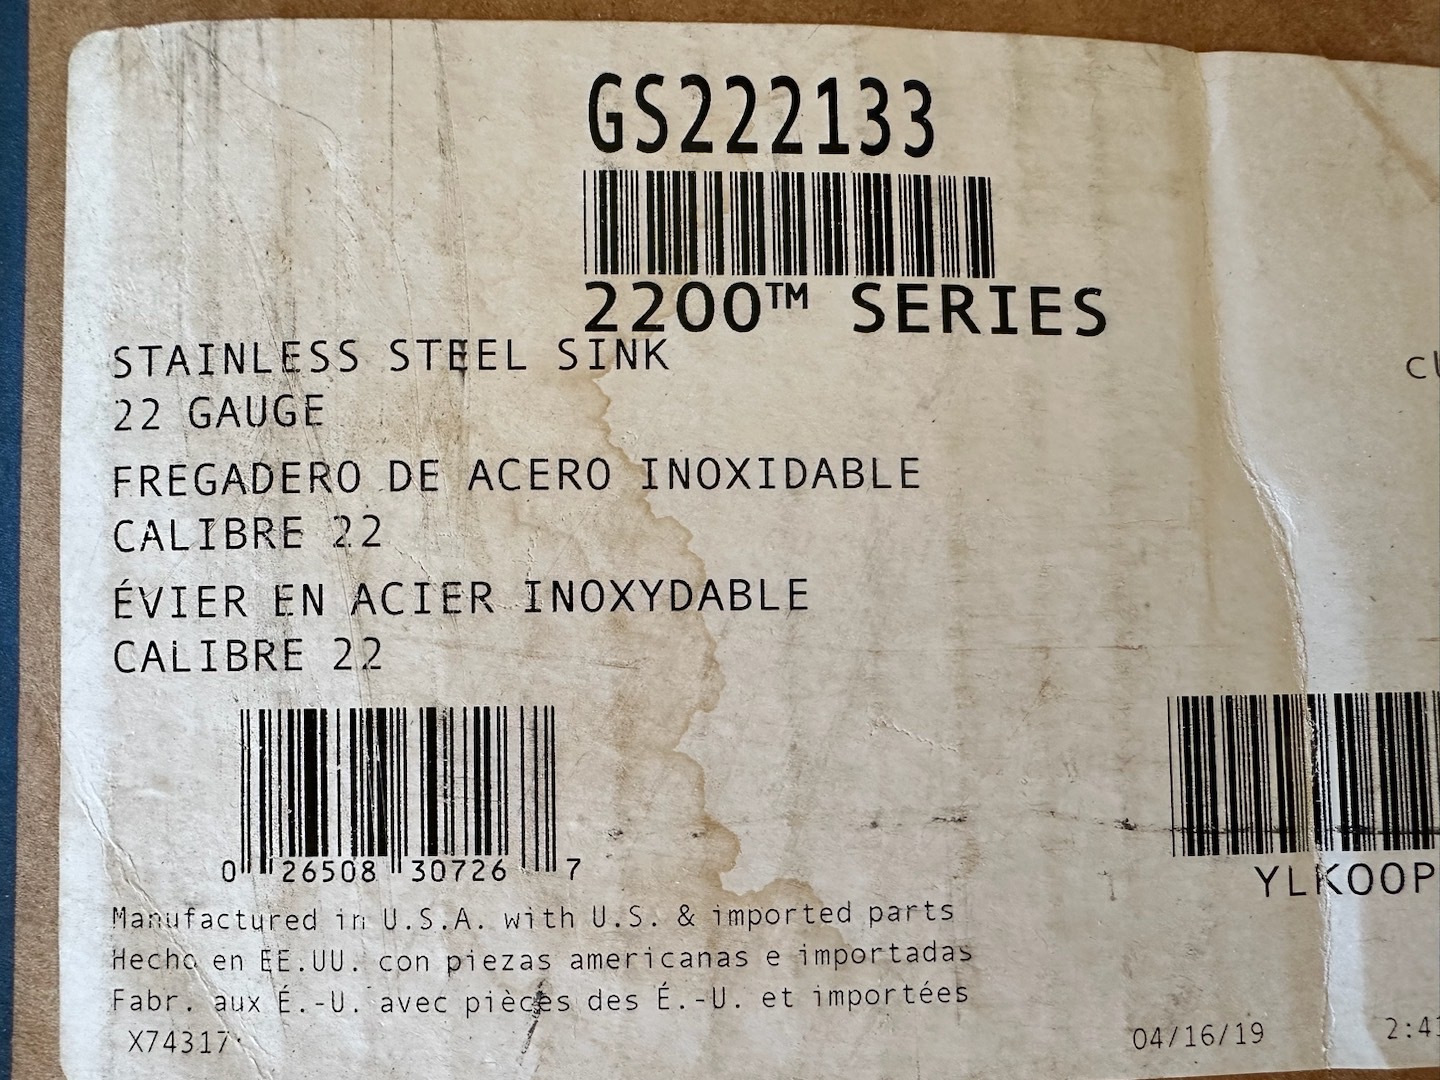 GS222133
2200™ SERIES
STAINLESS STEEL SINK
22 GAUGE
FREGADERO DE ACERO INOXIDABLE
CALIBRE 22
ÉVIER EN ACIER INOXYDABLE
CALIBRE 22
0 26508 30726 7
Manufactured in U.S.A. with U.S. & imported parts
Hecho en EE.UU. con piezas americanas e importadas
Fabr. aux É.-U. avec pièces des É.-U. et importées
X74317
04/16/19